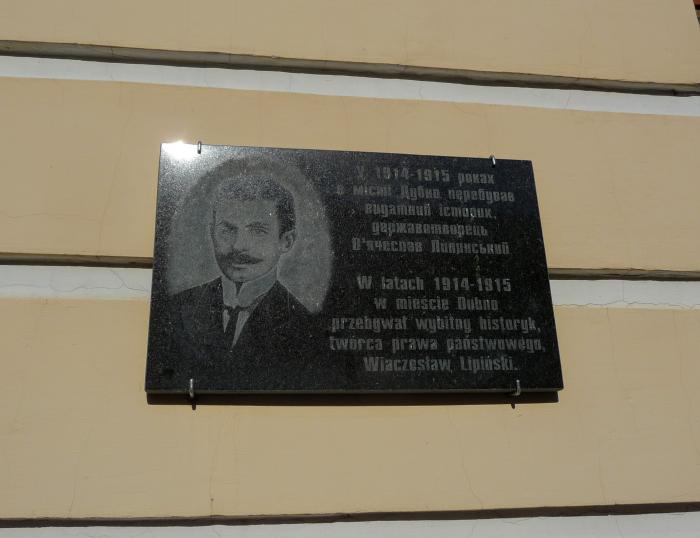 У 1914-1915 роках
в місті Дубно перебував
видатний історик,
державотворець
В'ячеслав Липинський
W latach 1914-1915
w mieście Dubno
przebywał wybitny historyk,
twórca prawa państwowego,
Wiaczesław Lipiński.